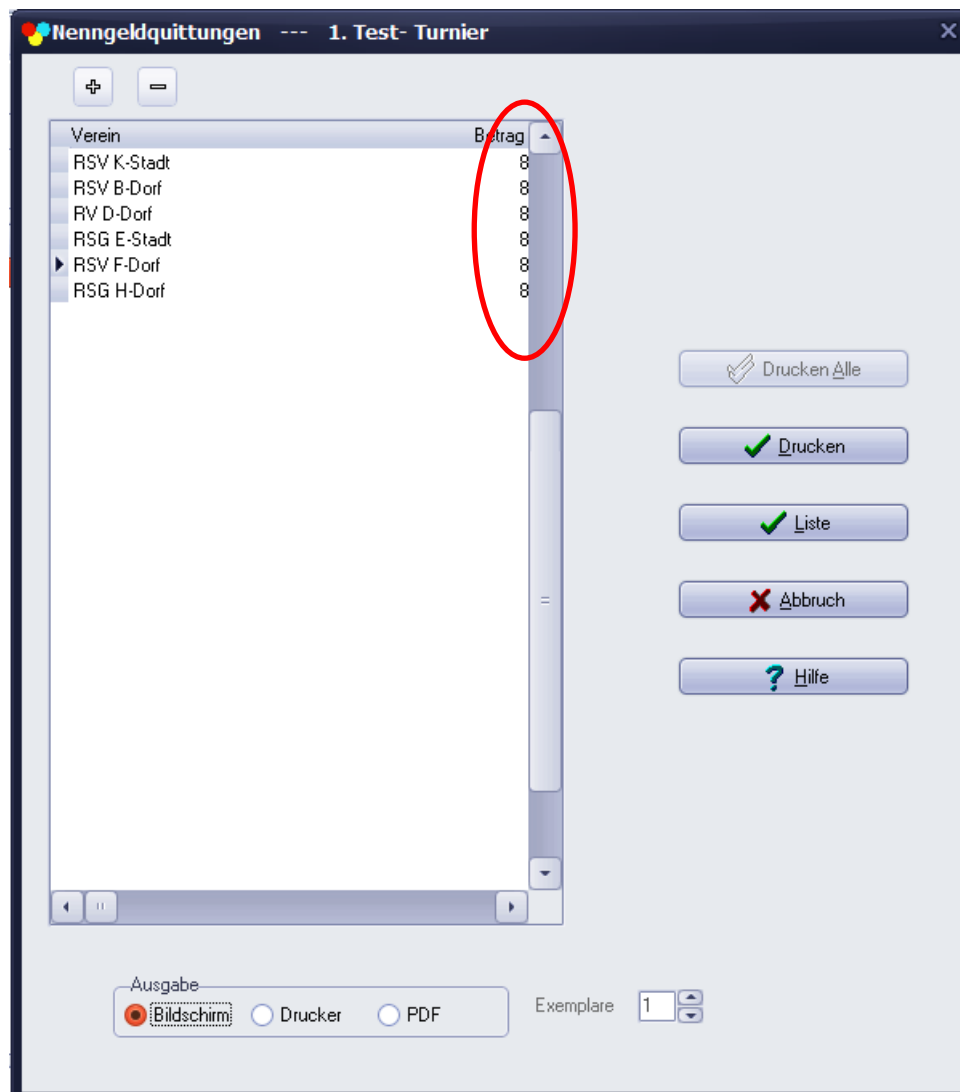 Nenngeldquittungen --- 1. Test- Turnier
Verein Betrag
RSV K-Stadt 8
RSV B-Dorf 8
RV D-Dorf 8
RSG E-Stadt 8
RSV F-Dorf 8
RSG H-Dorf 8
Drucken Alle
Drucken
Liste
Abbruch
? Hilfe
Ausgabe
Bildschirm Drucker PDF Exemplare 1